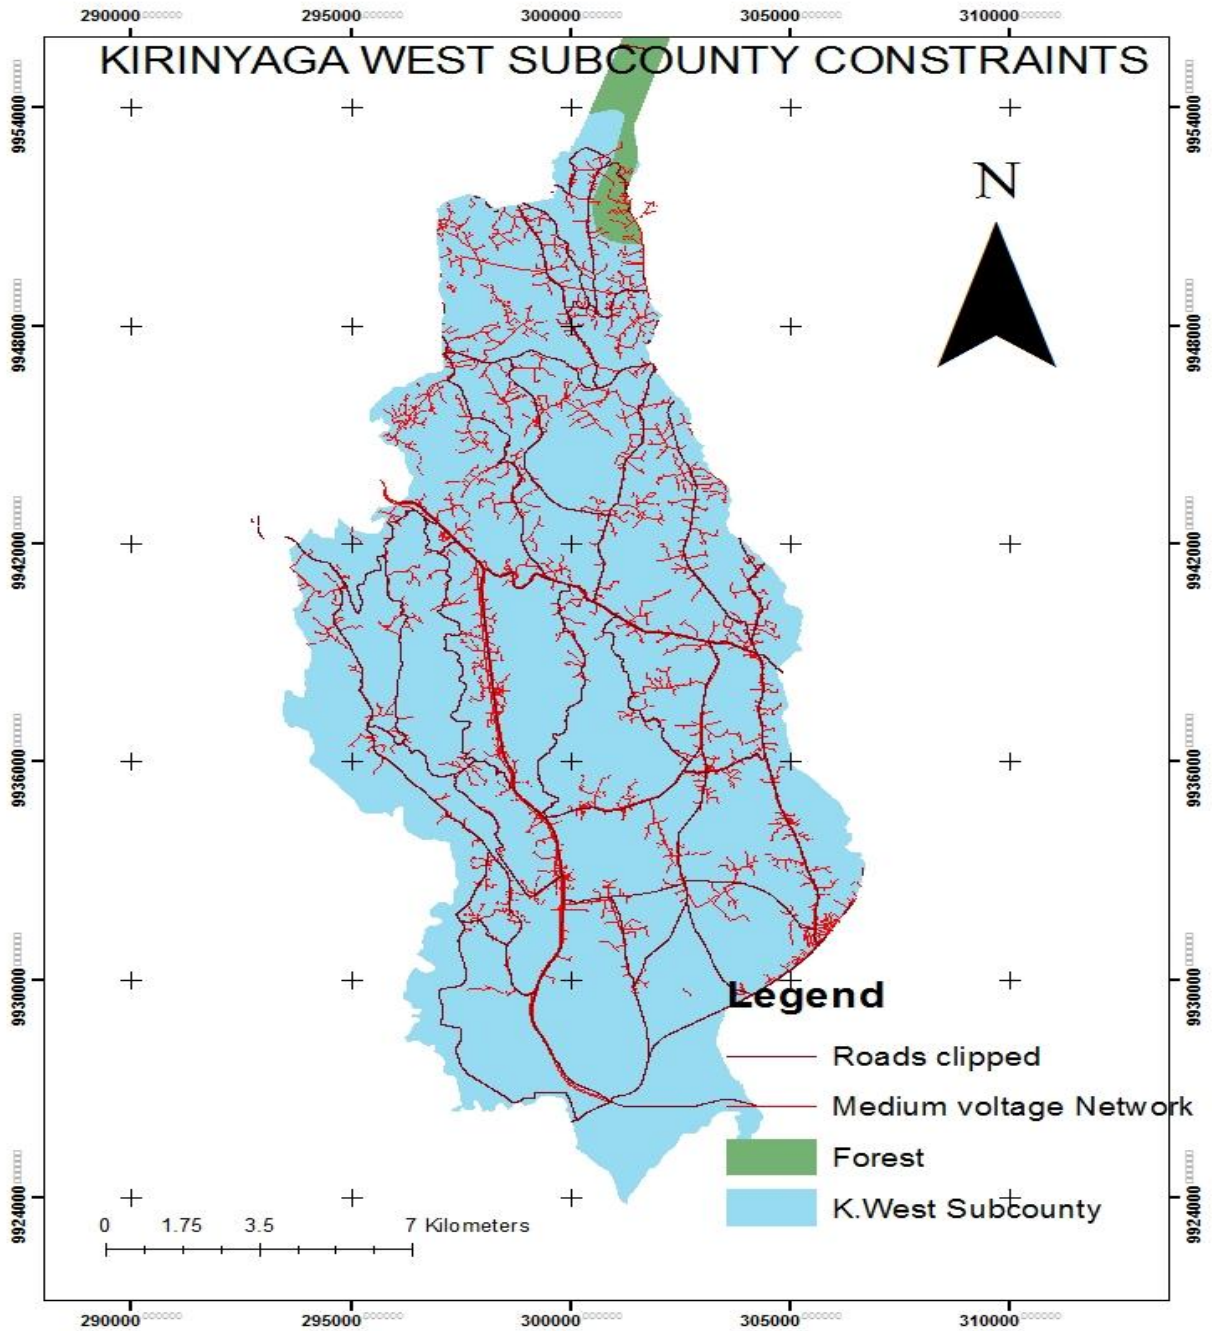 290000 295000 300000 305000 310000
KIRINYAGA WEST SUBCOUNTY CONSTRAINTS
9954000 9954000
N
9948000 9948000
9942000 9942000
9936000 9936000
9930000 9930000
Legend
Roads clipped
Medium voltage Network
Forest
K.West Subcounty
9924000 9924000
0 1.75 3.5 7 Kilometers
290000 295000 300000 305000 310000